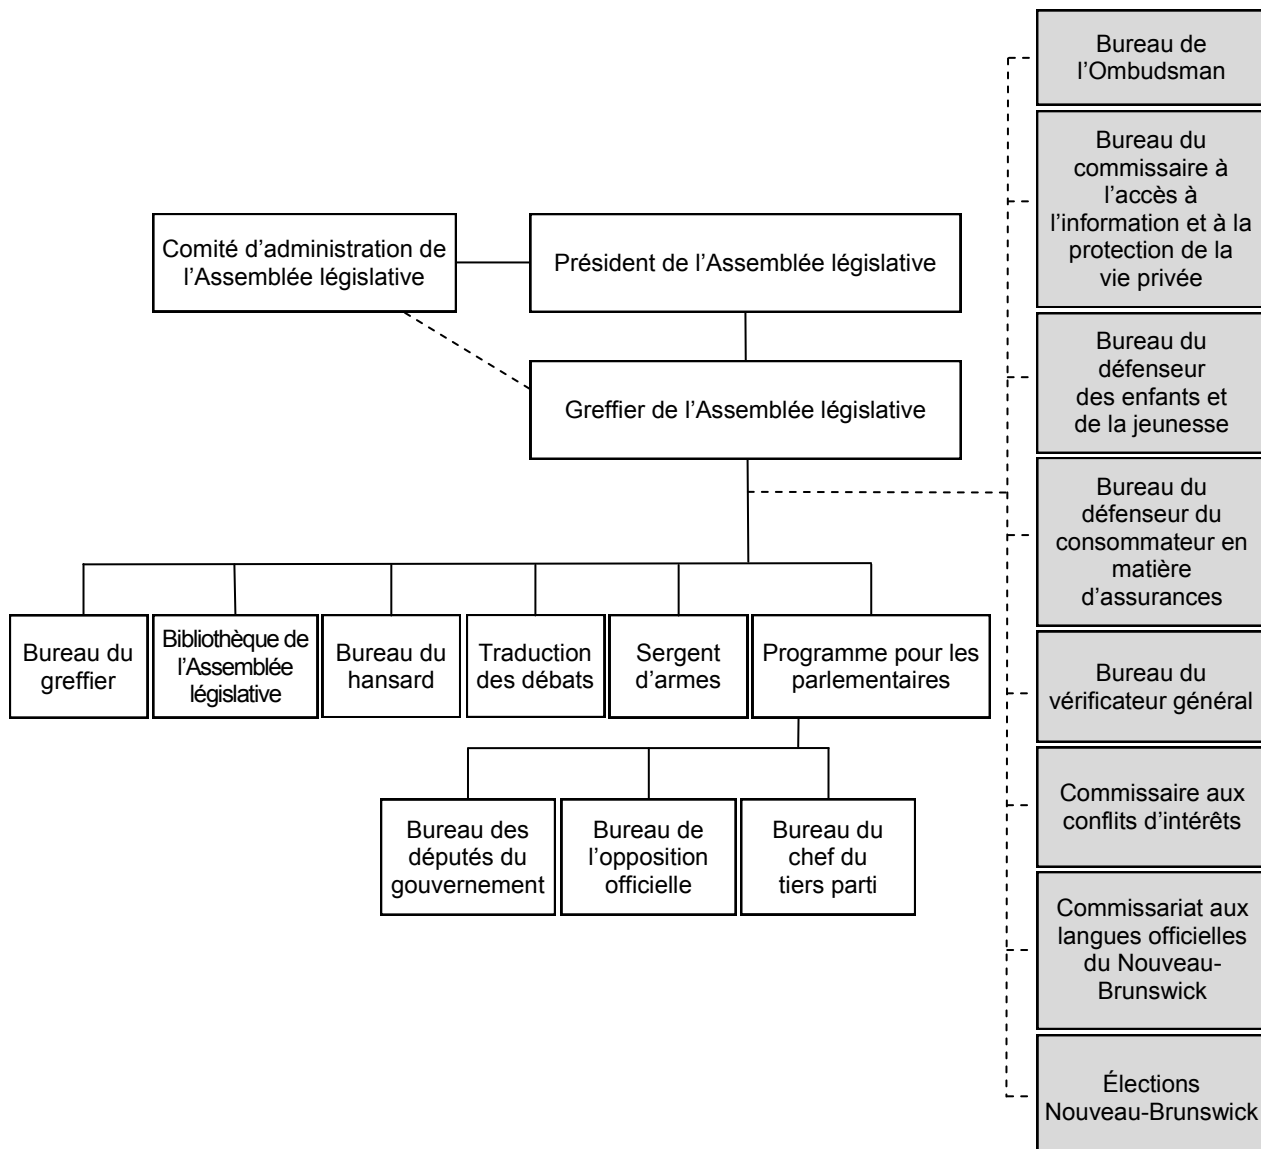 Bureau de
l’Ombudsman
Bureau du
commissaire à
l’accès à
l’information et à la
protection de la
vie privée
Comité d’administration de
l’Assemblée législative
Président de l’Assemblée législative
Greffier de l’Assemblée législative
Bureau du
défenseur
des enfants et
de la jeunesse
Bureau du
défenseur du
consommateur en
matière
d’assurances
Bureau du
greffier
Bibliothèque de
l’Assemblée
législative
Bureau du
hansard
Traduction
des débats
Sergent
d’armes
Programme pour les
parlementaires
Bureau du
vérificateur général
Bureau des
députés du
gouvernement
Bureau de
l’opposition
officielle
Bureau du
chef du
tiers parti
Commissaire aux
conflits d’intérêts
Commissariat aux
langues officielles
du Nouveau-
Brunswick
Élections
Nouveau-Brunswick